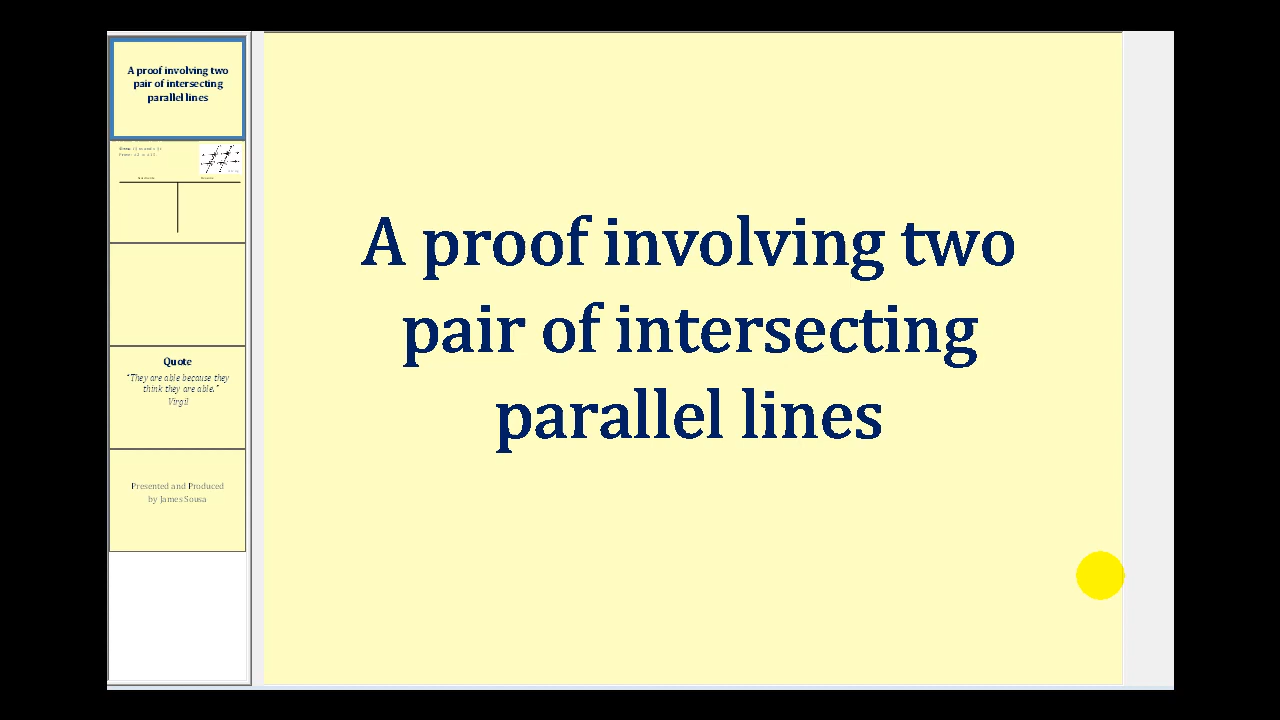 A proof involving two
pair of intersecting
parallel lines
Quote
"They are able because they
think they are able."
Virgil
Presented and Produced
by James Sousa
A proof involving two
pair of intersecting
parallel lines